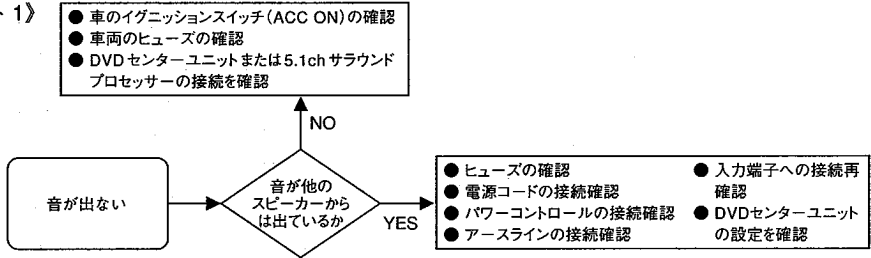 ト 1》
● 車のイグニッションスイッチ(ACC ON)の確認
● 車両のヒューズの確認
● DVDセンターユニットまたは5.1chサラウンド
プロセッサーの接続を確認
NO
音が出ない
音が他の
スピーカーから
は出ているか
YES
● ヒューズの確認
● 電源コードの接続確認
● パワーコントロールの接続確認
● アースラインの接続確認
● 入力端子への接続再
確認
● DVDセンターユニット
の設定を確認